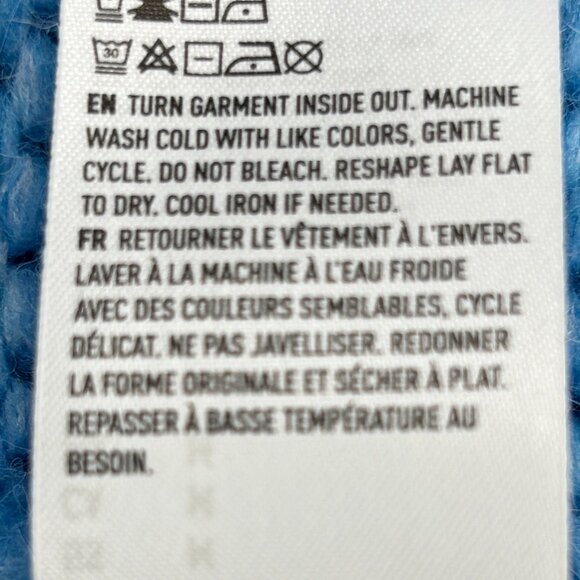 30
EN TURN GARMENT INSIDE OUT. MACHINE
WASH COLD WITH LIKE COLORS, GENTLE
CYCLE. DO NOT BLEACH. RESHAPE LAY FLAT
TO DRY. COOL IRON IF NEEDED.
FR RETOURNER LE VÊTEMENT À L'ENVERS.
LAVER À LA MACHINE À L'EAU FROIDE
AVEC DES COULEURS SEMBLABLES, CYCLE
DÉLICAT. NE PAS JAVELLISER. REDONNER
LA FORME ORIGINALE ET SÉCHER À PLAT.
REPASSER À BASSE TEMPÉRATURE AU
BESOIN.